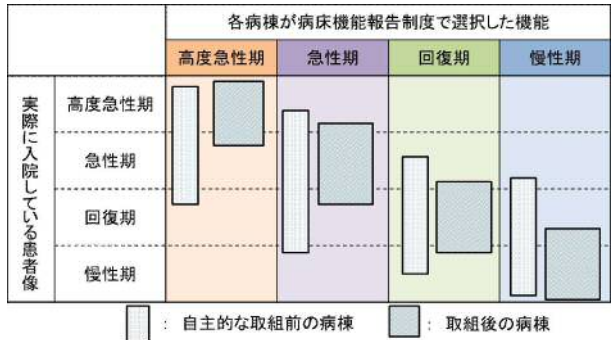 各病棟が病床機能報告制度で選択した機能
高度急性期 急性期 回復期 慢性期
実際に入院している患者像
高度急性期
急性期
回復期
慢性期
： 自主的な取組前の病棟 ： 取組後の病棟